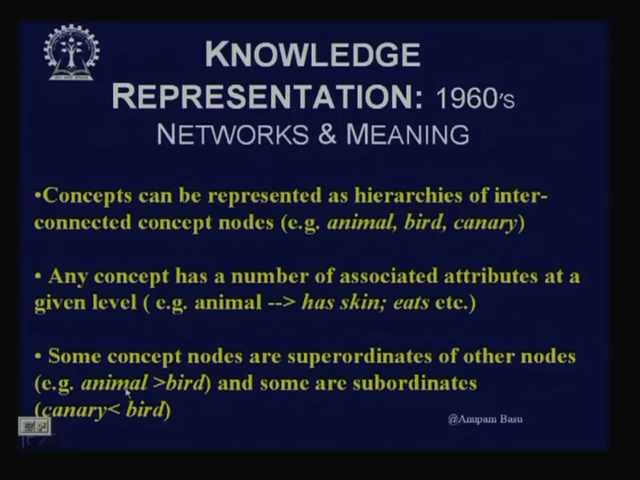 KNOWLEDGE
REPRESENTATION: 1960'S
NETWORKS & MEANING
•Concepts can be represented as hierarchies of inter-
connected concept nodes (e.g. animal, bird, canary)
• Any concept has a number of associated attributes at a
given level ( e.g. animal --> has skin; eats etc.)
• Some concept nodes are superordinates of other nodes
(e.g. animal >bird) and some are subordinates
(canary< bird)
@Anupam Basu